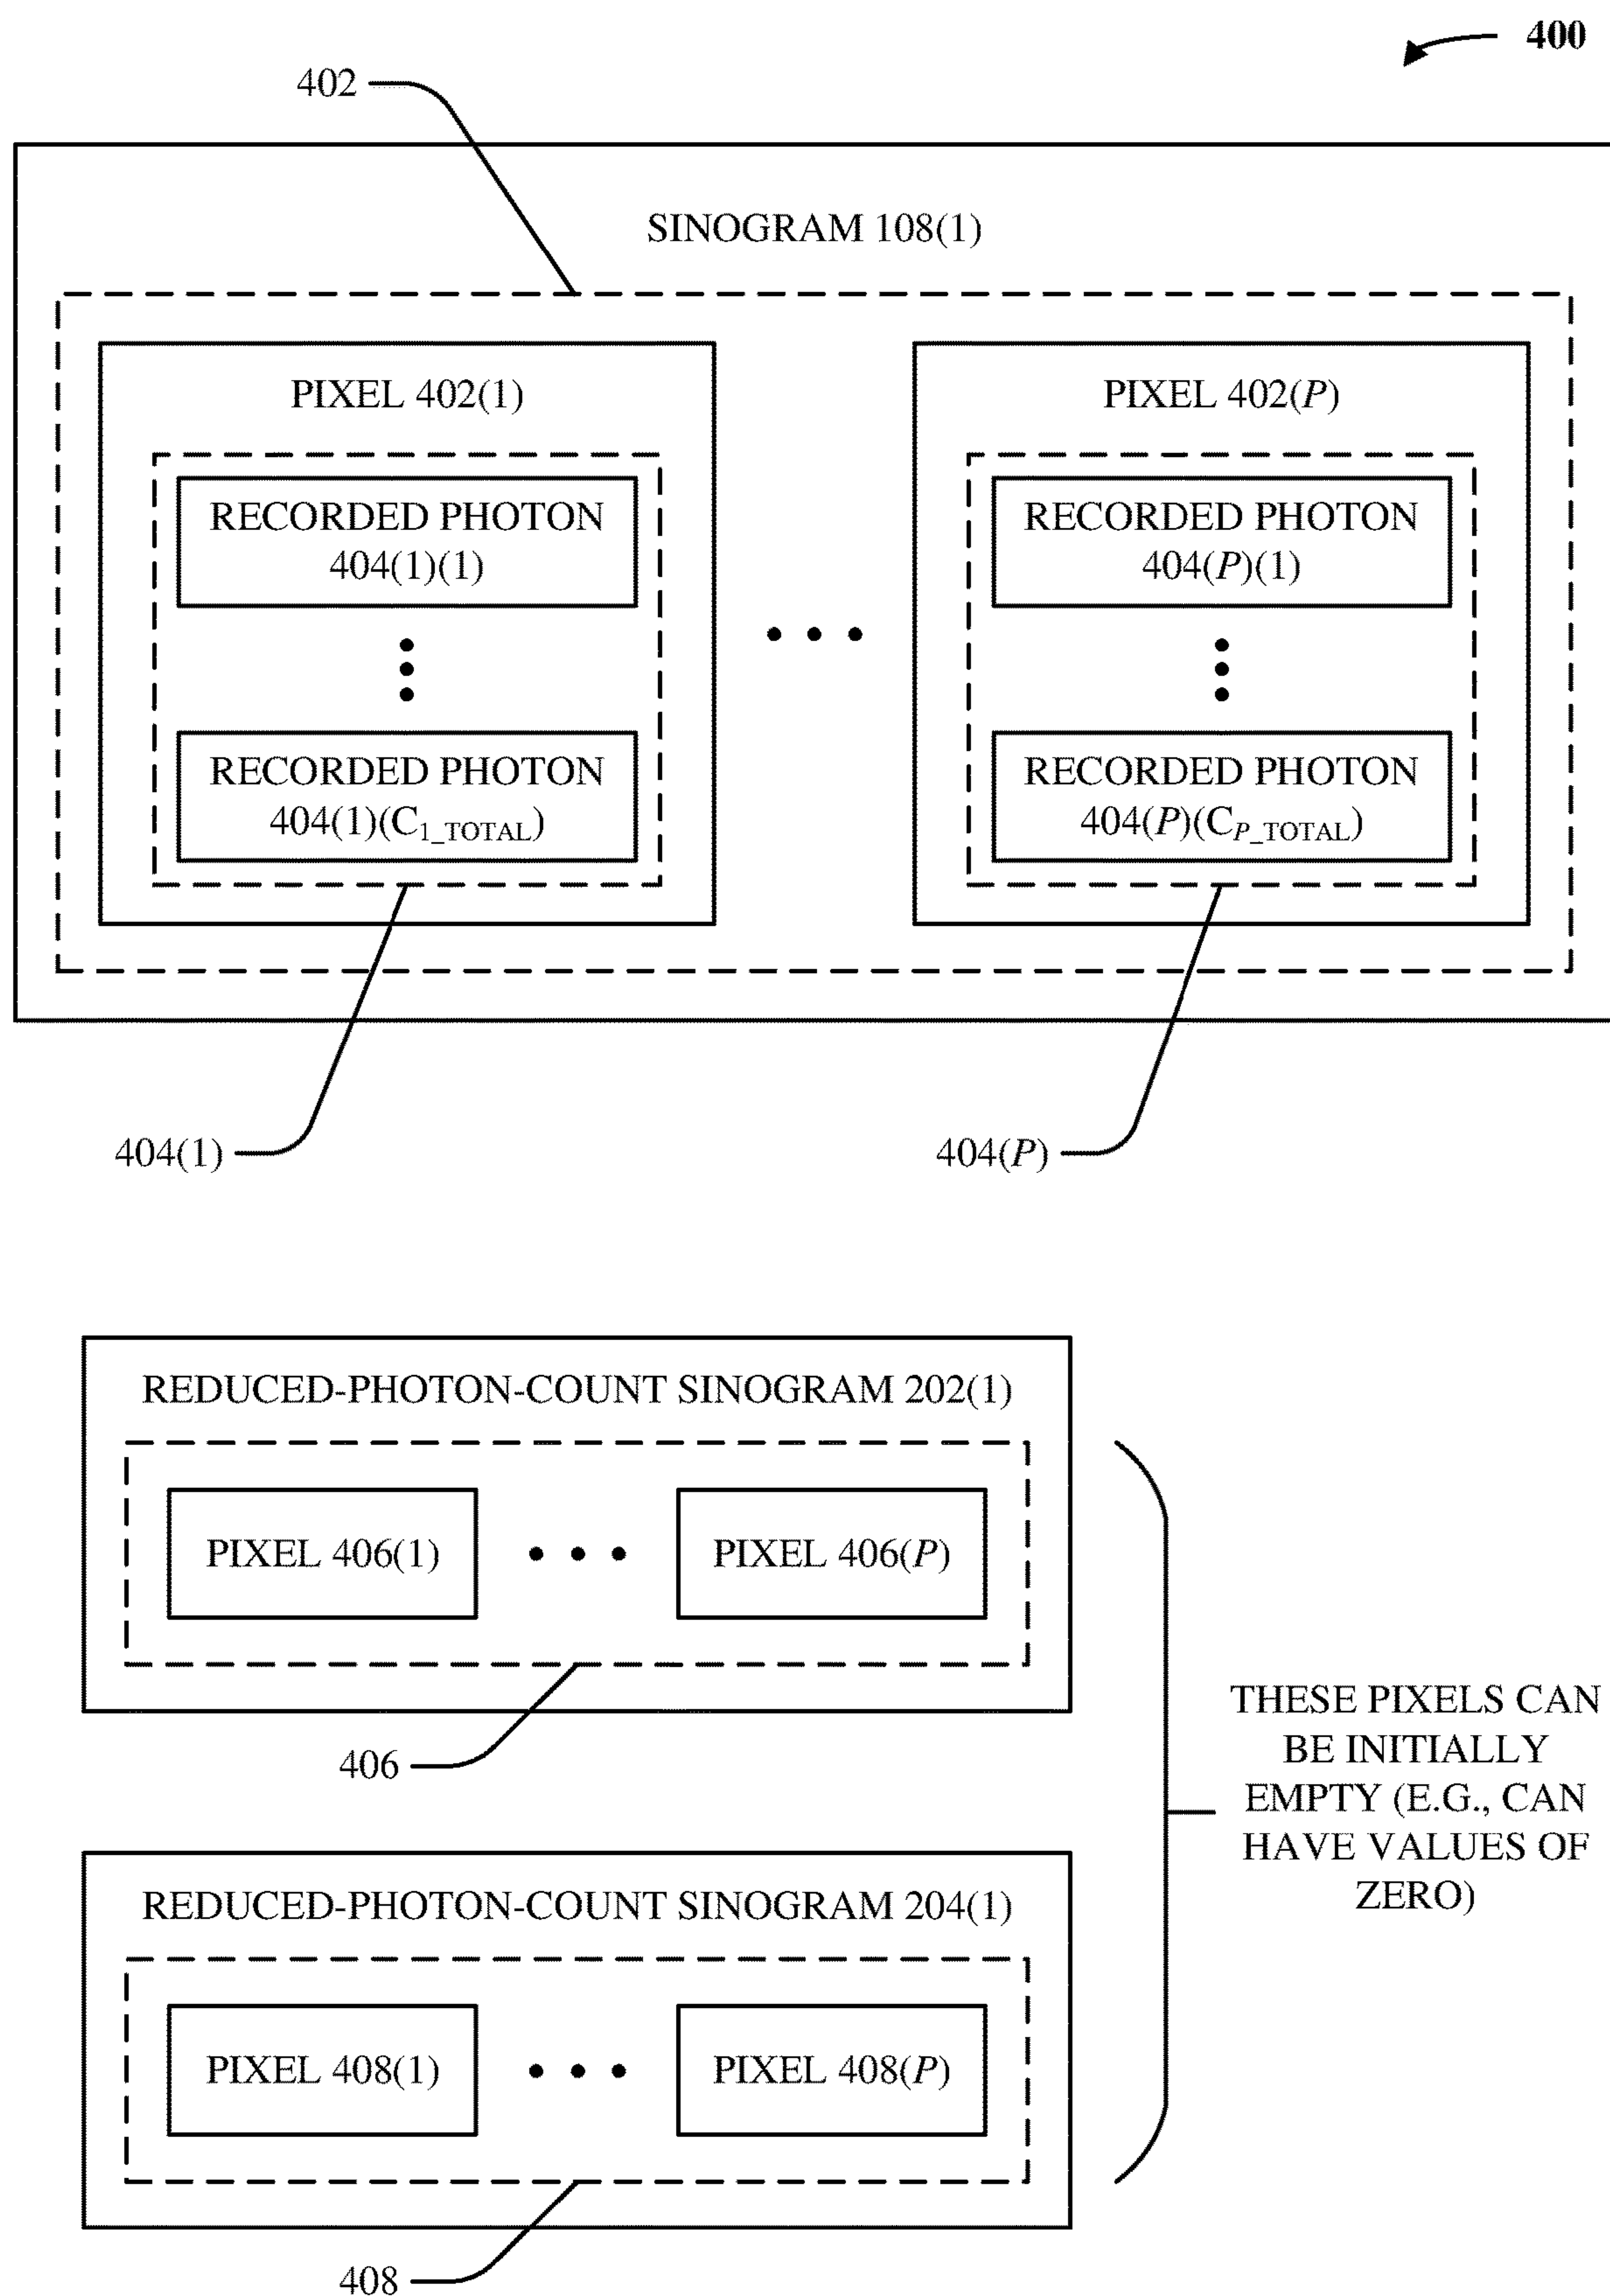 400
402
SINOGRAM 108(1)
PIXEL 402(1)
RECORDED PHOTON
404(1)(1)
RECORDED PHOTON
404(1)(C1_TOTAL)
PIXEL 402(P)
RECORDED PHOTON
404(P)(1)
RECORDED PHOTON
404(P)(CP_TOTAL)
404(1)
404(P)
REDUCED-PHOTON-COUNT SINOGRAM 202(1)
PIXEL 406(1)
PIXEL 406(P)
406
REDUCED-PHOTON-COUNT SINOGRAM 204(1)
PIXEL 408(1)
PIXEL 408(P)
408
THESE PIXELS CAN
BE INITIALLY
EMPTY (E.G., CAN
HAVE VALUES OF
ZERO)